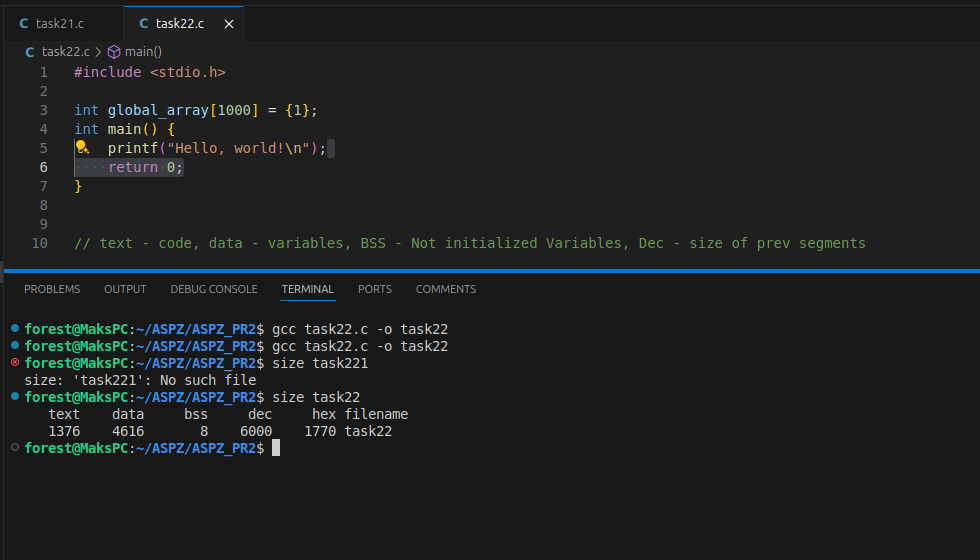 C task21.c C task22.c ×
C task22.c > main()
1 #include <stdio.h>
2
3 int global_array[1000] = {1};
4 int main() {
5 printf("Hello, world!\n");
6 ····return·0;
7 }
8
9
10 // text - code, data - variables, BSS - Not initialized Variables, Dec - size of prev segments
PROBLEMS OUTPUT DEBUG CONSOLE TERMINAL PORTS COMMENTS
forest@MaksPC:~/ASPZ/ASPZ_PR2$ gcc task22.c -o task22
forest@MaksPC:~/ASPZ/ASPZ_PR2$ gcc task22.c -o task22
forest@MaksPC:~/ASPZ/ASPZ_PR2$ size task221
size: 'task221': No such file
forest@MaksPC:~/ASPZ/ASPZ_PR2$ size task22
text data bss dec hex filename
1376 4616 8 6000 1770 task22
forest@MaksPC:~/ASPZ/ASPZ_PR2$